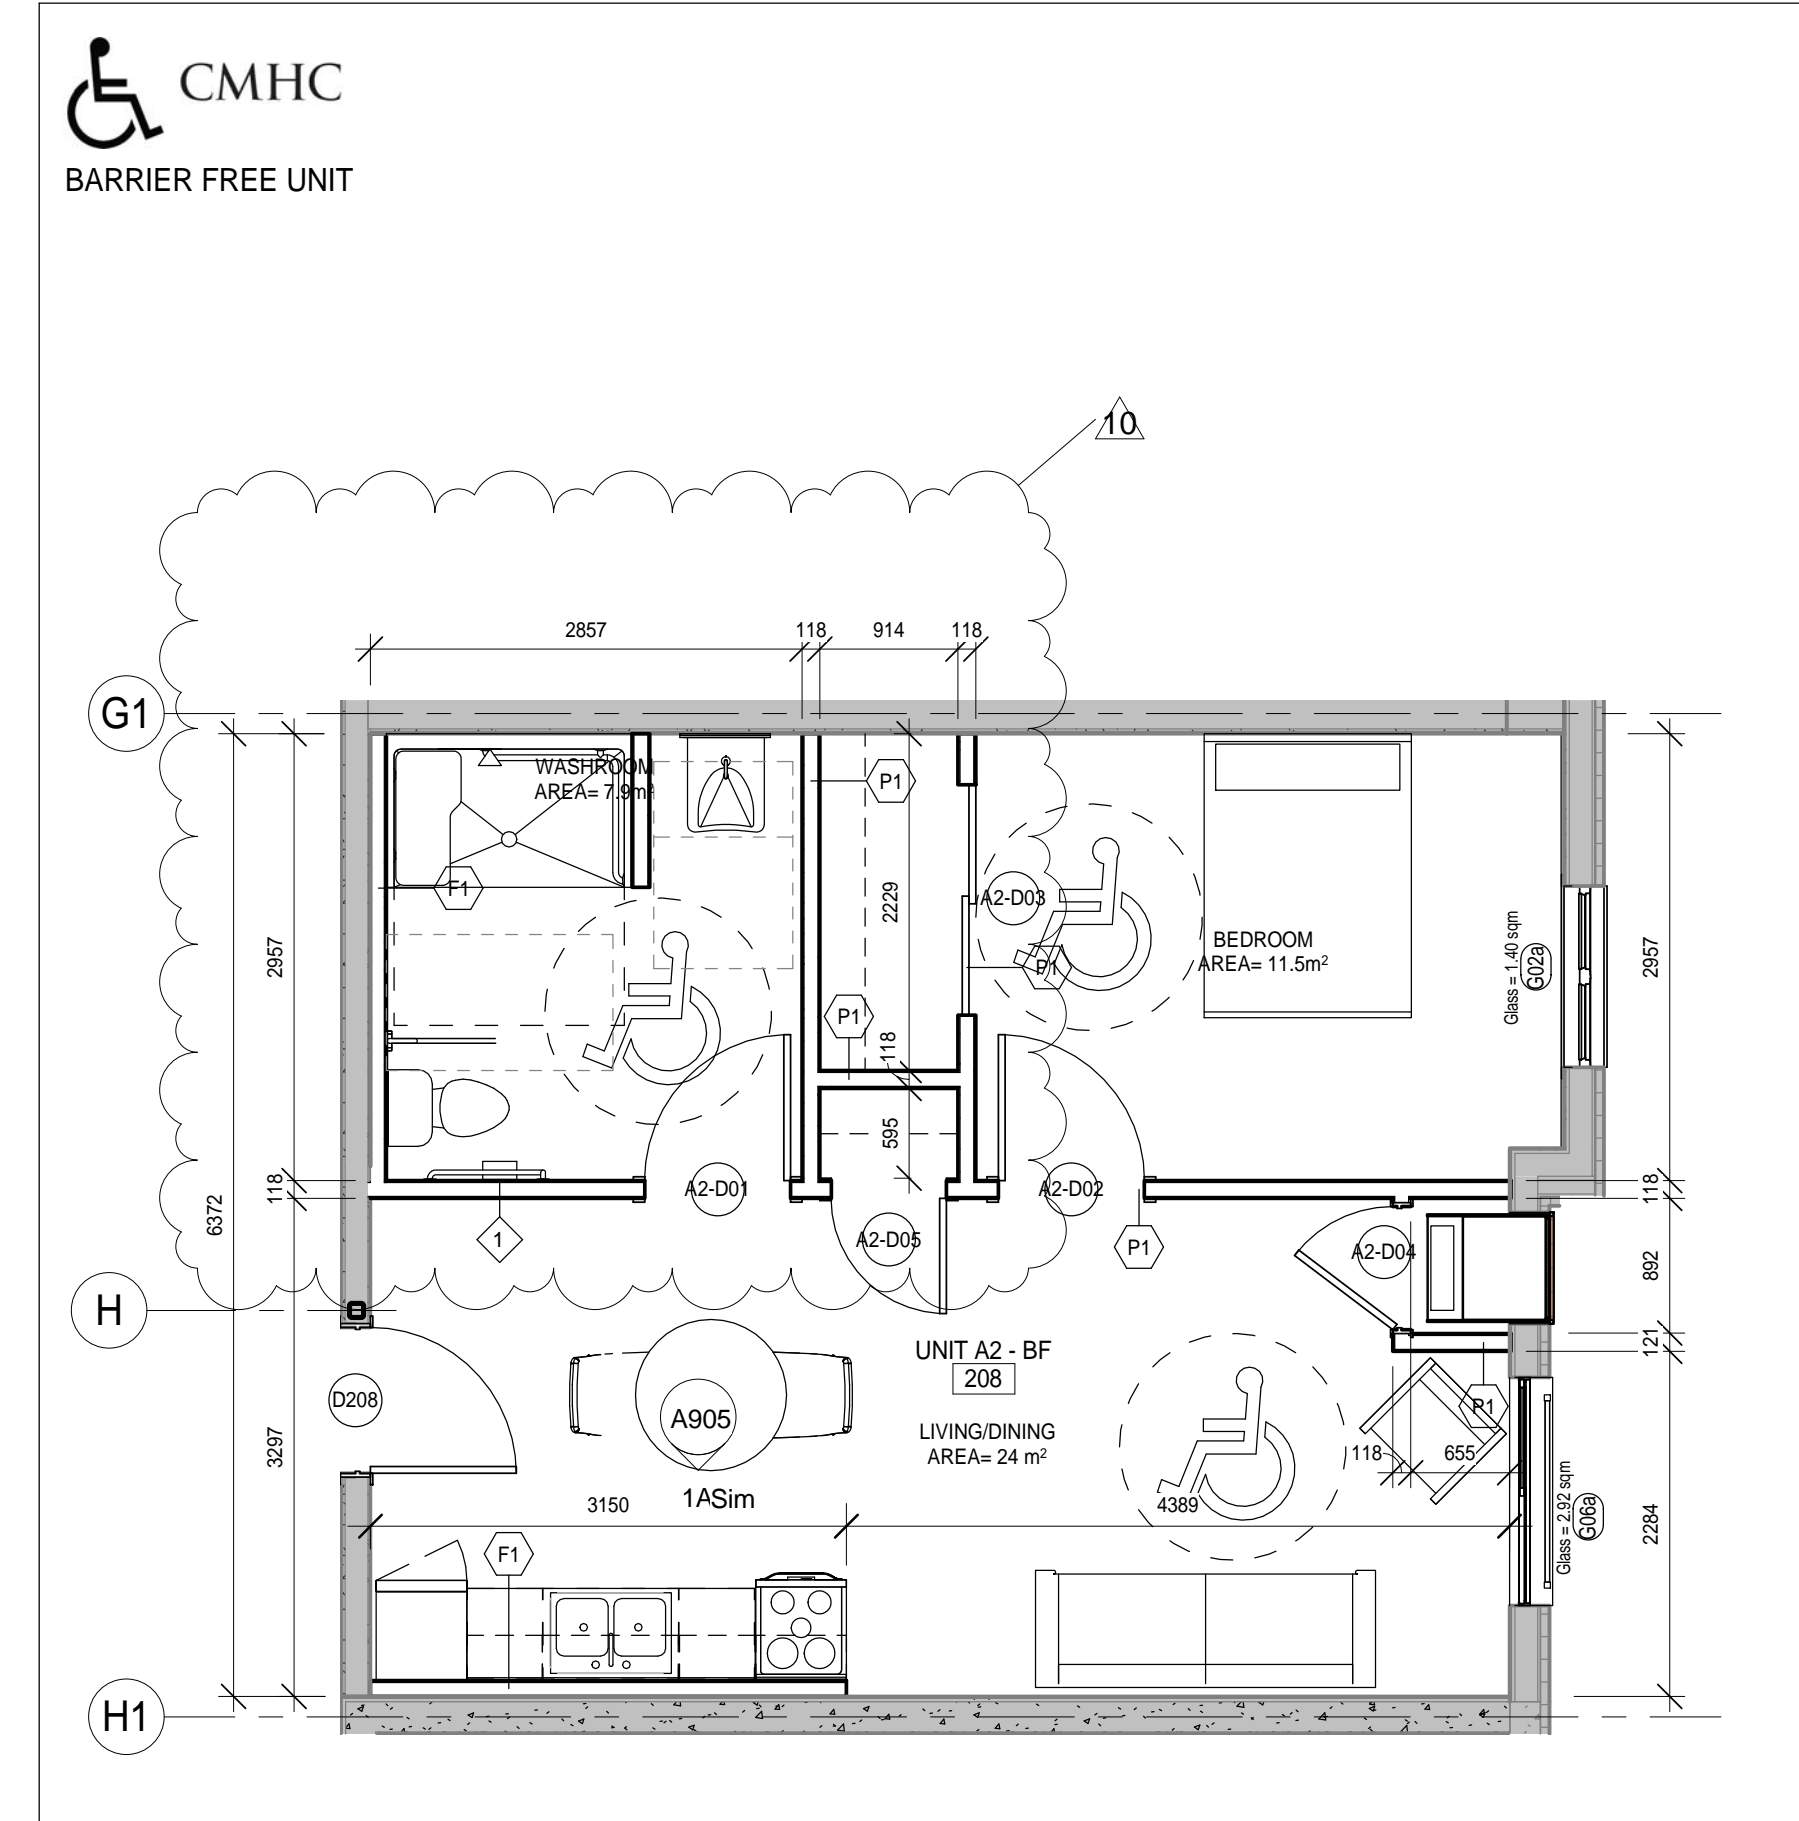 CMHC
BARRIER FREE UNIT
10
2857
118
914
118
G1
WASHROOM
AREA= 7.9m²
P1
F1
2229
A2-D03
P1
BEDROOM
AREA= 11.5m²
Glass = 1.40 sqm
G02a
2957
2957
P1
118
595
118
6372
A2-D01
A2-D02
118
1
A2-D05
P1
A2-D04
892
H
121
UNIT A2 - BF
208
D208
A905
P1
LIVING/DINING
AREA= 24 m²
3297
118
655
3150
1A Sim
4389
Glass = 2.92 sqm
G06a
2284
F1
H1